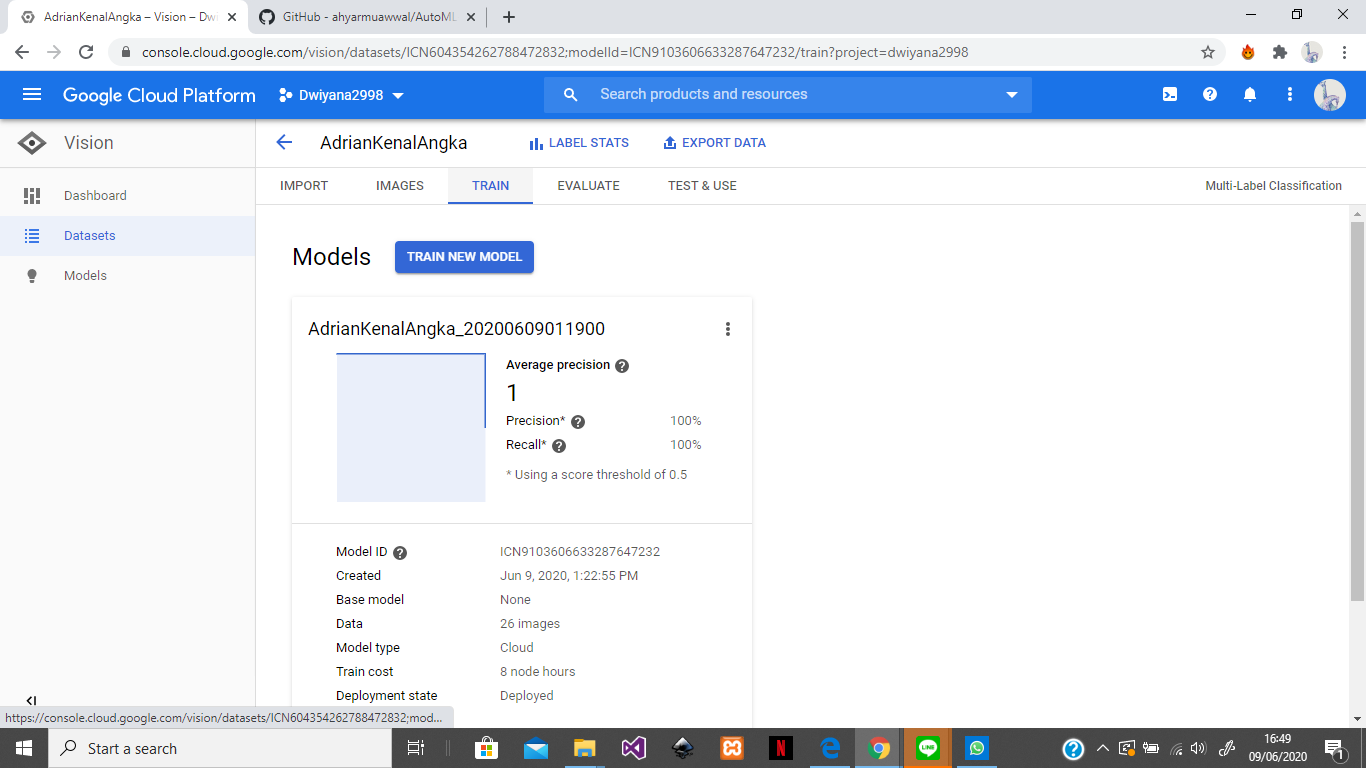 AdrianKenalAngka – Vision – Dwi
GitHub - ahyarmuawwal/AutoML
console.cloud.google.com/vision/datasets/ICN604354262788472832;modelId=ICN9103606633287647232/train?project=dwiyana2998
Google Cloud Platform
Dwiyana2998
Search products and resources
Vision
AdrianKenalAngka
LABEL STATS
EXPORT DATA
IMPORT
IMAGES
TRAIN
EVALUATE
TEST & USE
Multi-Label Classification
Dashboard
Datasets
Models
Models
TRAIN NEW MODEL
AdrianKenalAngka_20200609011900
Average precision
1
Precision* 100%
Recall* 100%
* Using a score threshold of 0.5
Model ID ICN9103606633287647232
Created Jun 9, 2020, 1:22:55 PM
Base model None
Data 26 images
Model type Cloud
Train cost 8 node hours
Deployment state Deployed
https://console.cloud.google.com/vision/datasets/ICN604354262788472832;mod...
Start a search
LINE
16:49
09/06/2020
1